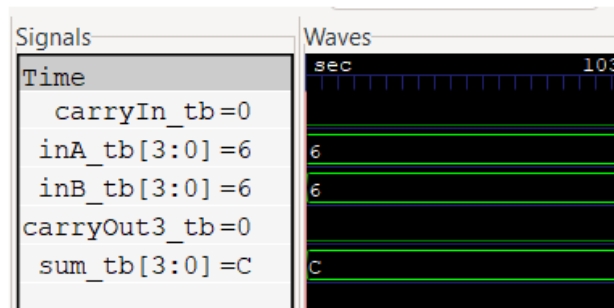 Signals Waves
Time sec 103
carryIn_tb=0
inA_tb[3:0]=6 6
inB_tb[3:0]=6 6
carryOut3_tb=0
sum_tb[3:0]=C C